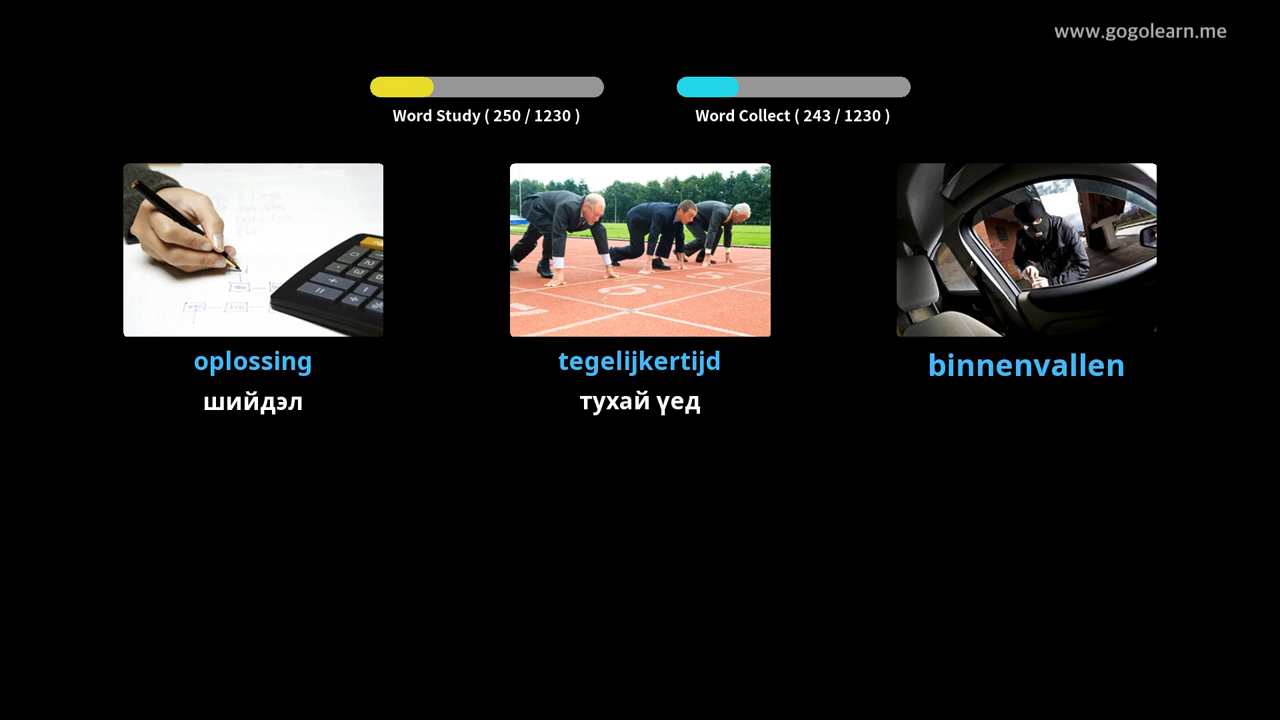 www.gogolearn.me
Word Study ( 250 / 1230 )
Word Collect ( 243 / 1230 )
oplossing
шийдэл
tegelijkertijd
тухай үед
binnenvallen